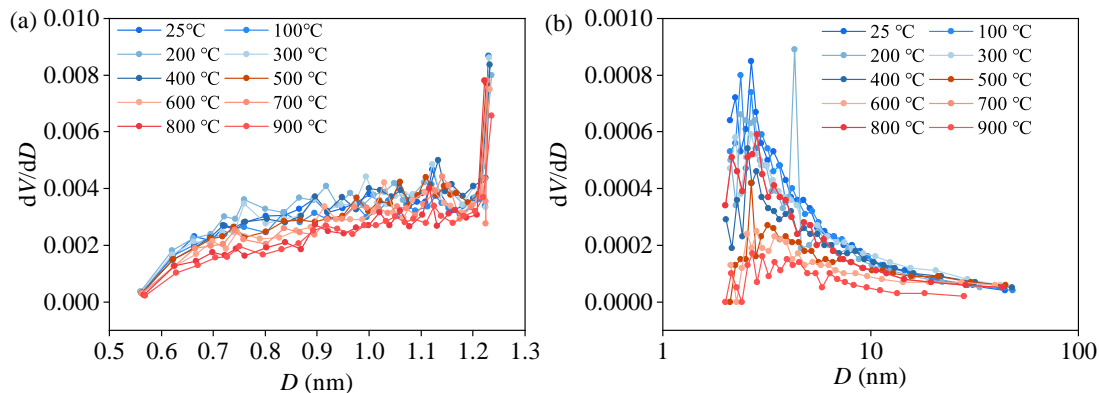 (a)
0.010
0.008
0.006
0.004
0.002
0.000
dV/dD
25℃ 100℃
200 ℃ 300 ℃
400 ℃ 500 ℃
600 ℃ 700 ℃
800 ℃ 900 ℃
0.5 0.6 0.7 0.8 0.9 1.0 1.1 1.2 1.3
D (nm)
(b)
0.0010
0.0008
0.0006
0.0004
0.0002
0.0000
dV/dD
25 ℃ 100 ℃
200 ℃ 300 ℃
400 ℃ 500 ℃
600 ℃ 700 ℃
800 ℃ 900 ℃
1 10 100
D (nm)